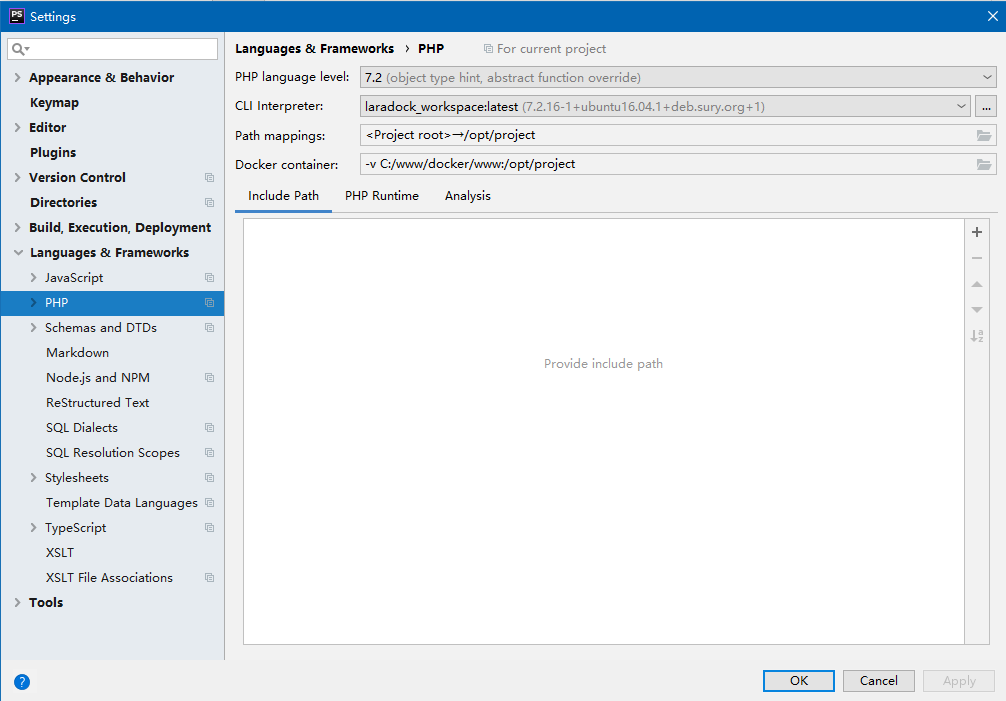 PS Settings
Languages & Frameworks › PHP For current project
Appearance & Behavior
Keymap
Editor
Plugins
Version Control
Directories
Build, Execution, Deployment
Languages & Frameworks
JavaScript
PHP
Schemas and DTDs
Markdown
Node.js and NPM
ReStructured Text
SQL Dialects
SQL Resolution Scopes
Stylesheets
Template Data Languages
TypeScript
XSLT
XSLT File Associations
Tools
PHP language level: 7.2 (object type hint, abstract function override)
CLI Interpreter: laradock_workspace:latest (7.2.16-1+ubuntu16.04.1+deb.sury.org+1) ...
Path mappings: <Project root>→/opt/project
Docker container: -v C:/www/docker/www:/opt/project
Include Path PHP Runtime Analysis
Provide include path
? OK Cancel Apply